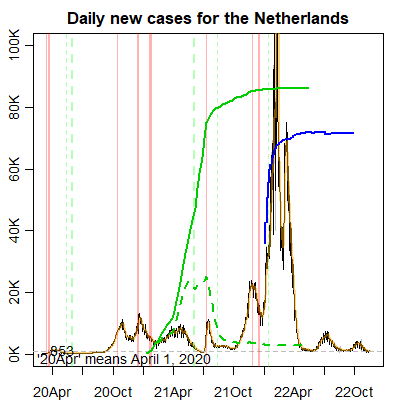 Daily new cases for the Netherlands
100K
80K
60K
40K
20K
0K
853
'20Apr' means April 1, 2020
20Apr
20Oct
21Apr
21Oct
22Apr
22Oct